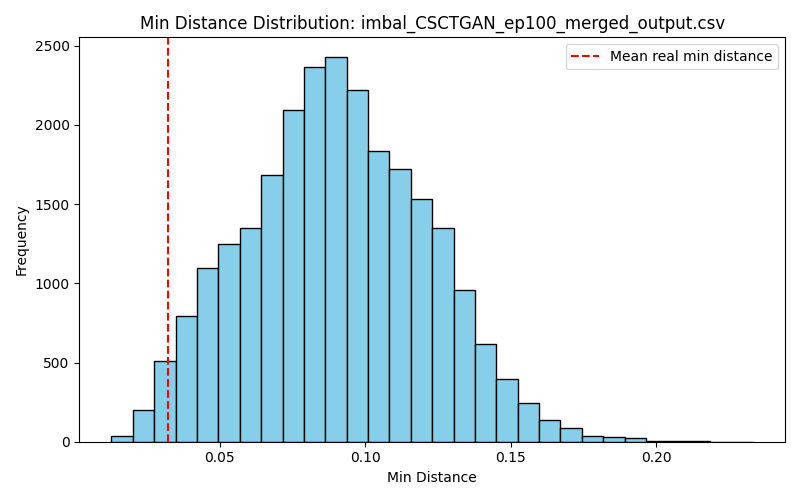 Min Distance Distribution: imbal_CSCTGAN_ep100_merged_output.csv
Mean real min distance
Frequency
2500
2000
1500
1000
500
0
0.05 0.10 0.15 0.20
Min Distance